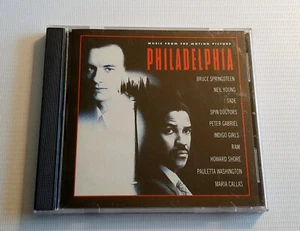 MUSIC FROM THE MOTION PICTURE
PHILADELPHIA
BRUCE SPRINGSTEEN
NEIL YOUNG
SADE
SPIN DOCTORS
PETER GABRIEL
INDIGO GIRLS
RAM
HOWARD SHORE
PAULETTA WASHINGTON
MARIA CALLAS